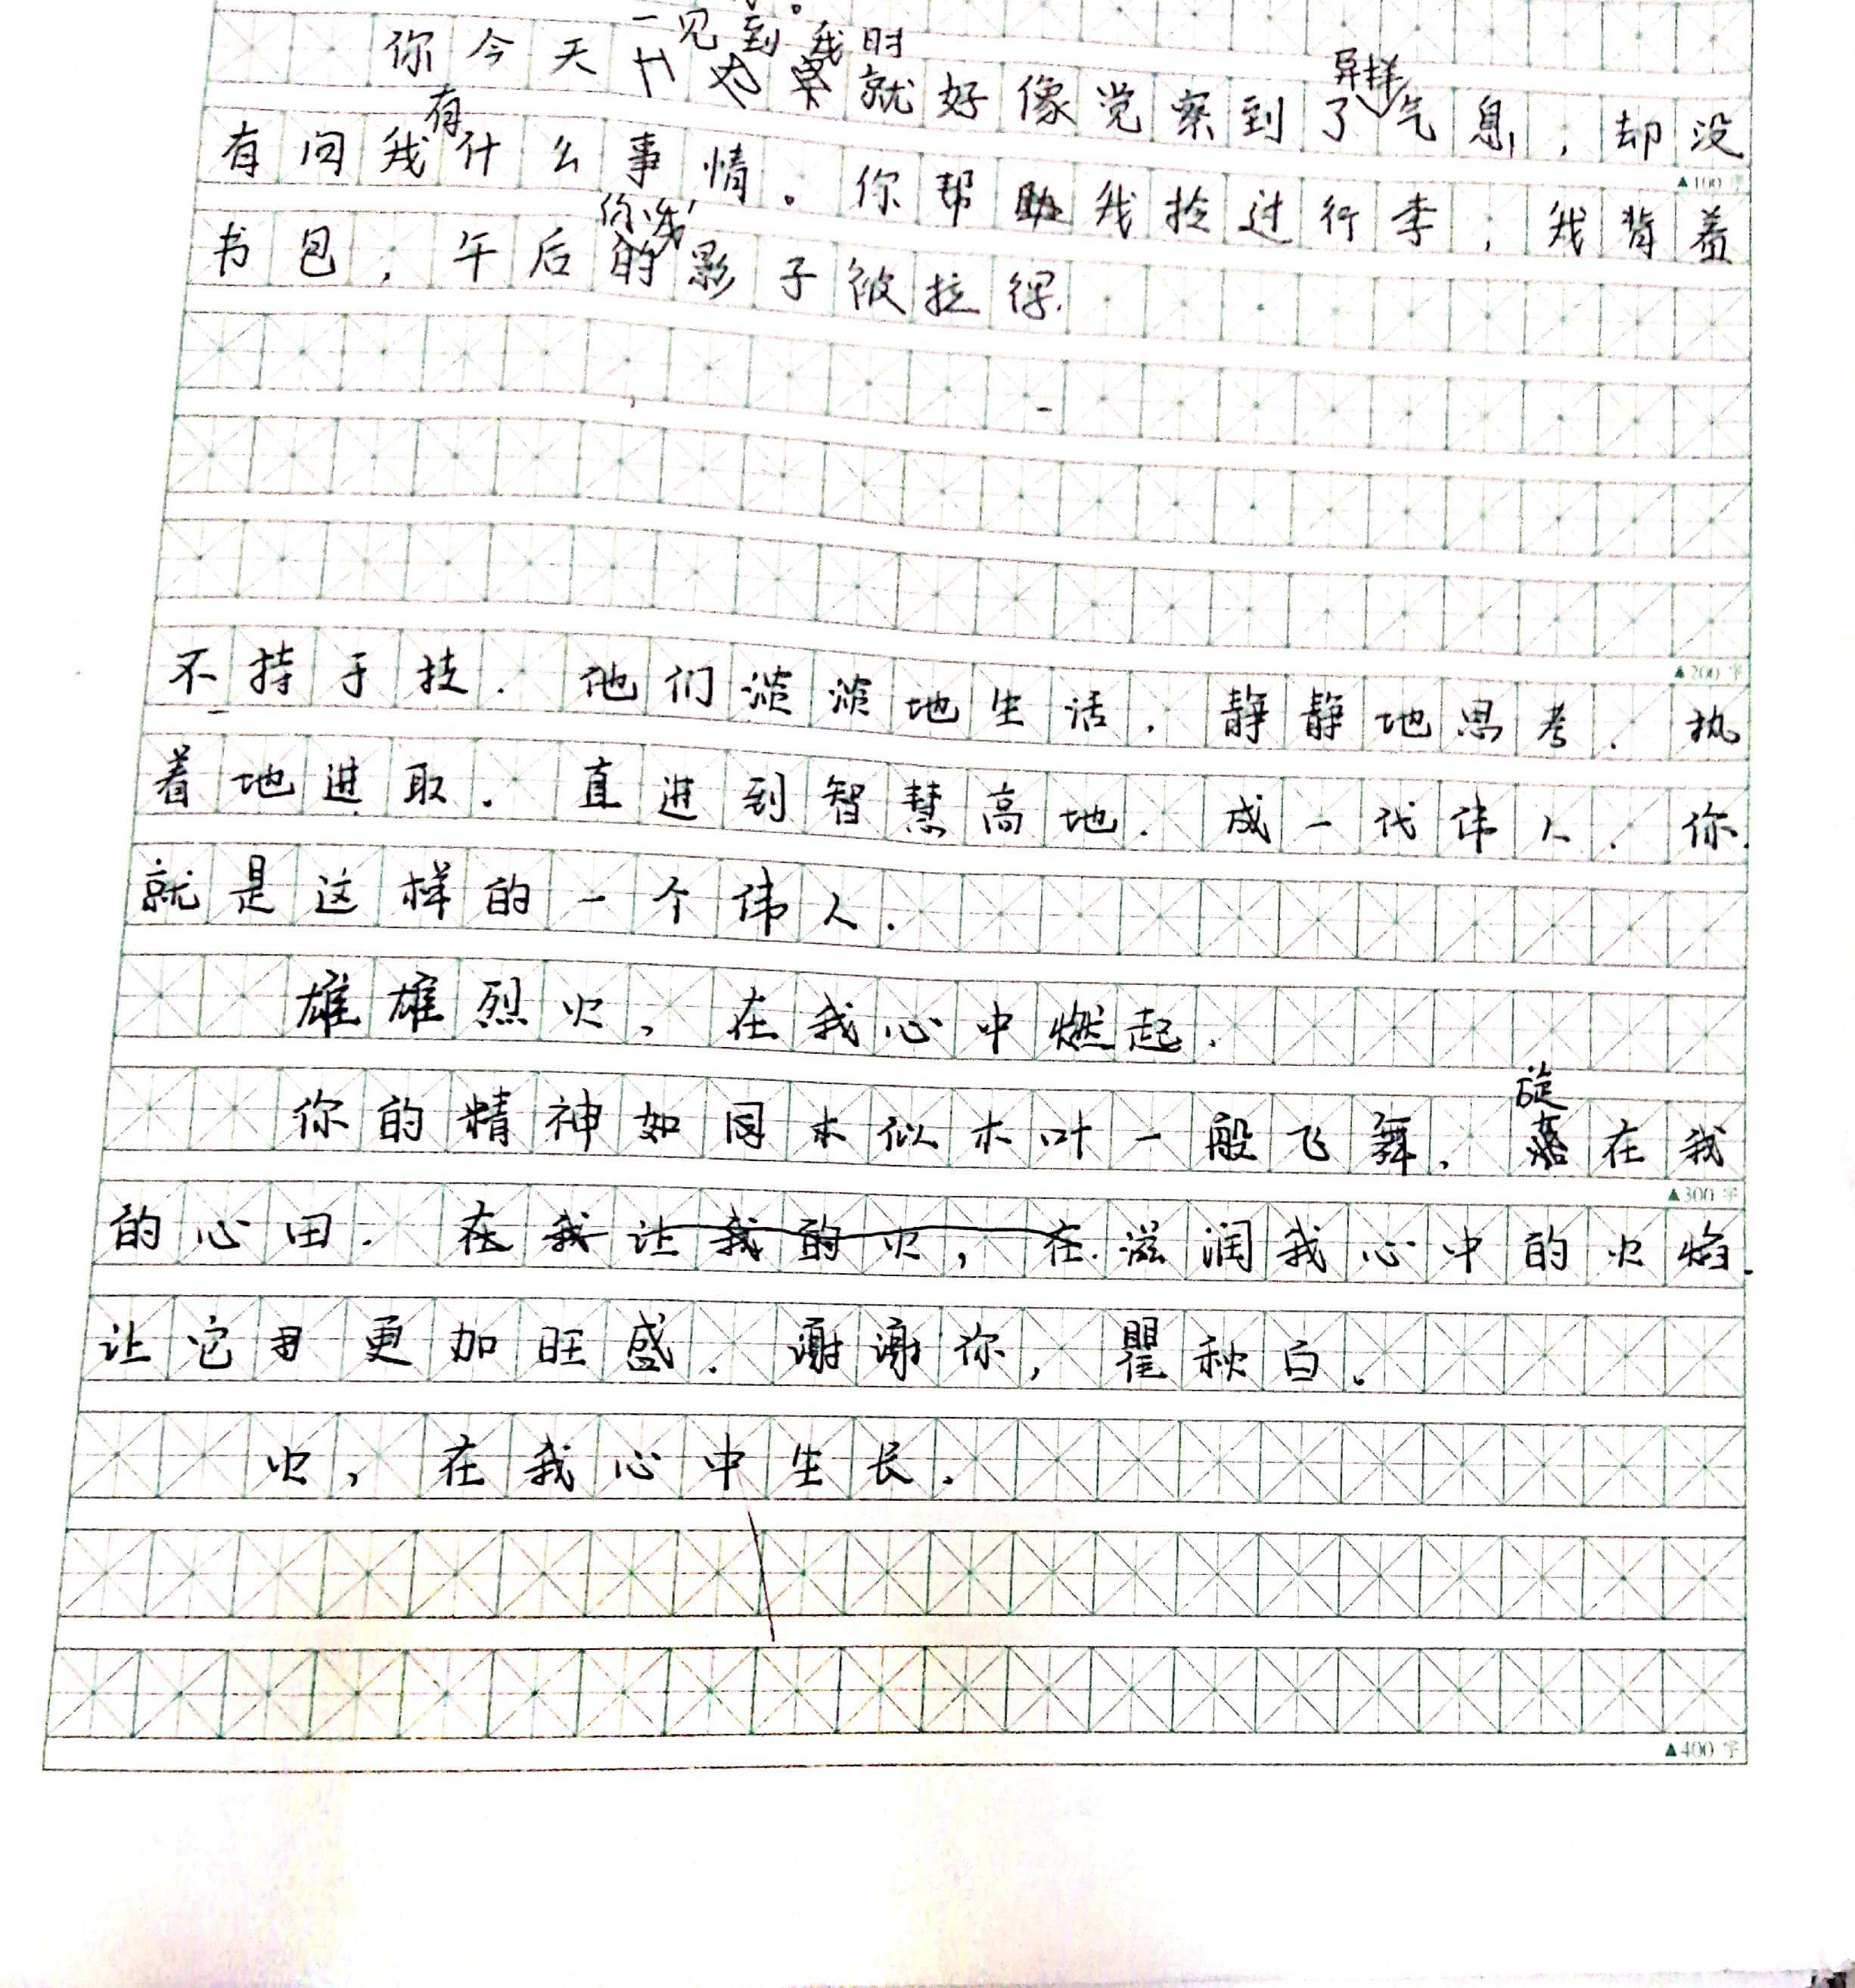 一见到我时
你今天就好像觉察到了异样气息，却没
▲100字
有问我有什么事情。你帮助我拎过行李，我背着
你我
书包，午后的影子被拉得.
▲200字
不持于技.他们淡淡地生活.静静地思考.执
着地进取.直进到智慧高地.成一代伟人.你.
就是这样的一个伟人.
雄雄烈火，在我心中燃起.
旋
你的精神如同木似木叶一般飞舞.落在我
▲300字
的心田.在我让我的火，在.滋润我心中的火焰.
让它更加旺盛.谢谢你，瞿秋白。
火，在我心中生长.
▲400字